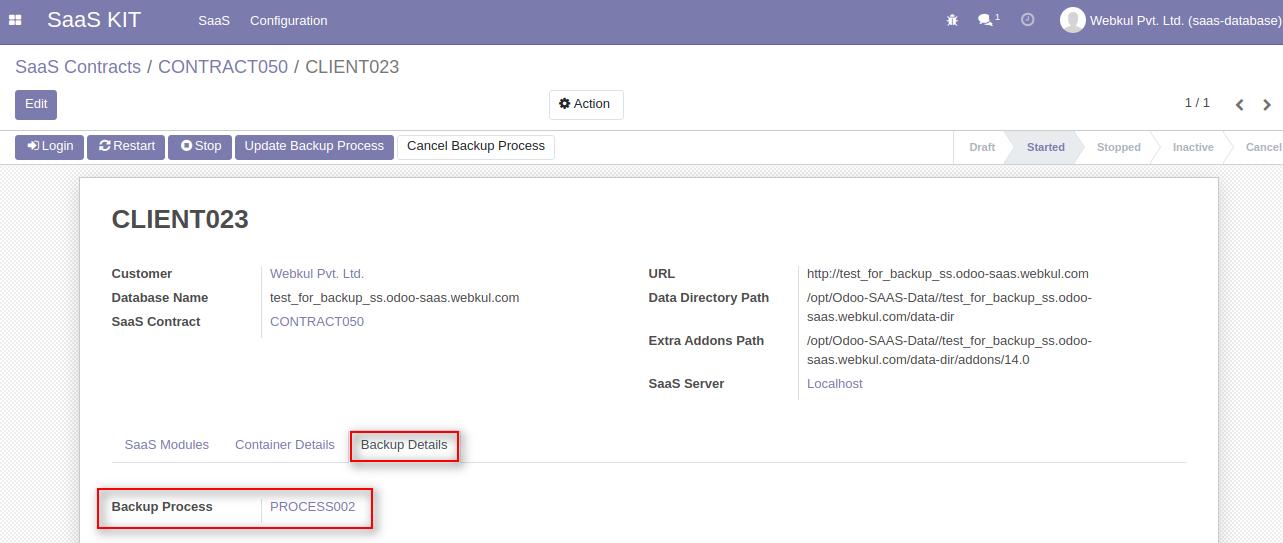 SaaS KIT SaaS Configuration 1 Webkul Pvt. Ltd. (saas-database)
SaaS Contracts / CONTRACT050 / CLIENT023
Edit Action 1 / 1
Login Restart Stop Update Backup Process Cancel Backup Process Draft Started Stopped Inactive Cancel
CLIENT023
Customer Webkul Pvt. Ltd.
Database Name test_for_backup_ss.odoo-saas.webkul.com
SaaS Contract CONTRACT050
URL http://test_for_backup_ss.odoo-saas.webkul.com
Data Directory Path /opt/Odoo-SAAS-Data//test_for_backup_ss.odoo-
saas.webkul.com/data-dir
Extra Addons Path /opt/Odoo-SAAS-Data//test_for_backup_ss.odoo-
saas.webkul.com/data-dir/addons/14.0
SaaS Server Localhost
SaaS Modules Container Details Backup Details
Backup Process PROCESS002